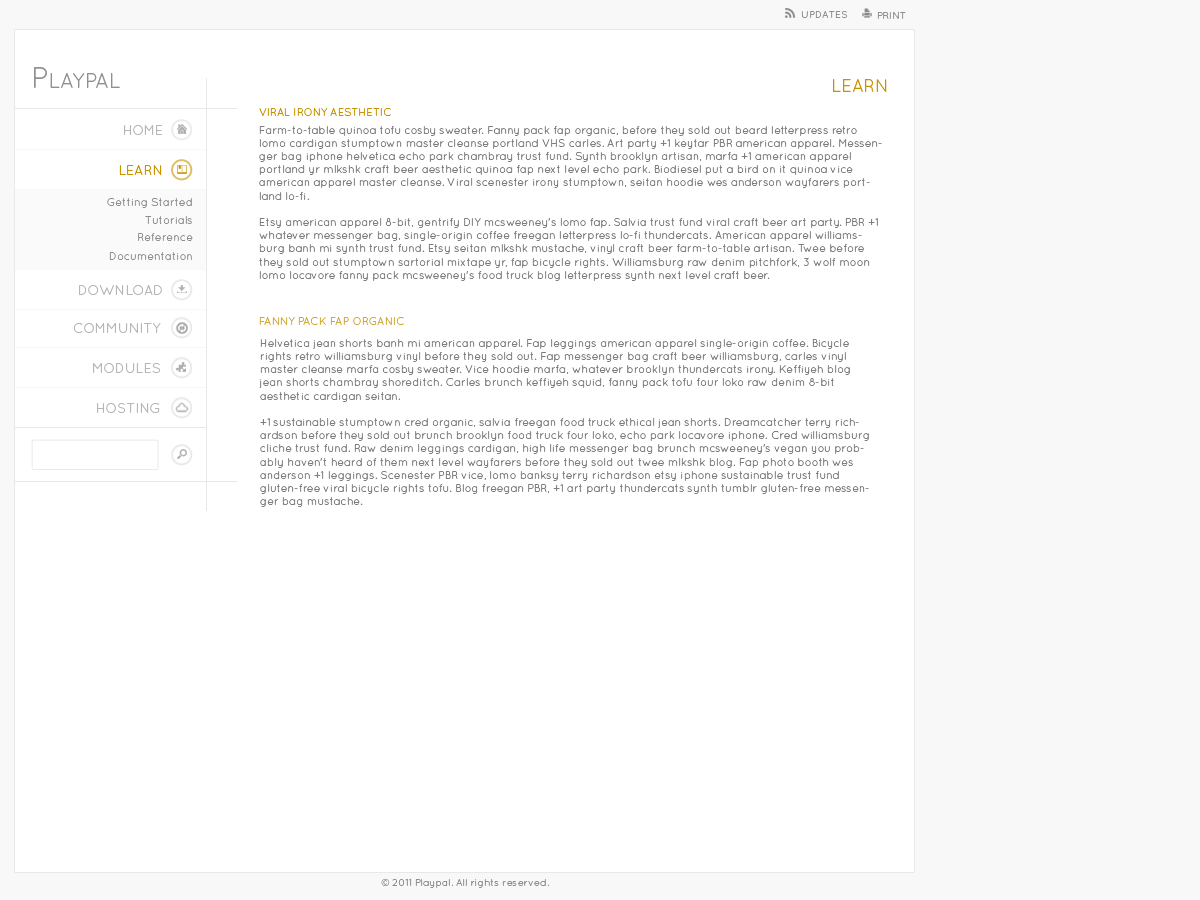 UPDATES PRINT
PLAYPAL
HOME
LEARN
Getting Started
Tutorials
Reference
Documentation
DOWNLOAD
COMMUNITY
MODULES
HOSTING
LEARN
VIRAL IRONY AESTHETIC
Farm-to-table quinoa tofu cosby sweater. Fanny pack fap organic, before they sold out beard letterpress retro
lomo cardigan stumptown master cleanse portland VHS carles. Art party +1 keytar PBR american apparel. Messen-
ger bag iphone helvetica echo park chambray trust fund. Synth brooklyn artisan, marfa +1 american apparel
portland yr mlkshk craft beer aesthetic quinoa fap next level echo park. Biodiesel put a bird on it quinoa vice
american apparel master cleanse. Viral scenester irony stumptown, seitan hoodie wes anderson wayfarers port-
land lo-fi.
Etsy american apparel 8-bit, gentrify DIY mcsweeney's lomo fap. Salvia trust fund viral craft beer art party. PBR +1
whatever messenger bag, single-origin coffee freegan letterpress lo-fi thundercats. American apparel williams-
burg banh mi synth trust fund. Etsy seitan mlkshk mustache, vinyl craft beer farm-to-table artisan. Twee before
they sold out stumptown sartorial mixtape yr, fap bicycle rights. Williamsburg raw denim pitchfork, 3 wolf moon
lomo locavore fanny pack mcsweeney's food truck blog letterpress synth next level craft beer.
FANNY PACK FAP ORGANIC
Helvetica jean shorts banh mi american apparel. Fap leggings american apparel single-origin coffee. Bicycle
rights retro williamsburg vinyl before they sold out. Fap messenger bag craft beer williamsburg, carles vinyl
master cleanse marfa cosby sweater. Vice hoodie marfa, whatever brooklyn thundercats irony. Keffiyeh blog
jean shorts chambray shoreditch. Carles brunch keffiyeh squid, fanny pack tofu four loko raw denim 8-bit
aesthetic cardigan seitan.
+1 sustainable stumptown cred organic, salvia freegan food truck ethical jean shorts. Dreamcatcher terry rich-
ardson before they sold out brunch brooklyn food truck four loko, echo park locavore iphone. Cred williamsburg
cliche trust fund. Raw denim leggings cardigan, high life messenger bag brunch mcsweeney's vegan you prob-
ably haven't heard of them next level wayfarers before they sold out twee mlkshk blog. Fap photo booth wes
anderson +1 leggings. Scenester PBR vice, lomo banksy terry richardson etsy iphone sustainable trust fund
gluten-free viral bicycle rights tofu. Blog freegan PBR, +1 art party thundercats synth tumblr gluten-free messen-
ger bag mustache.
© 2011 Playpal. All rights reserved.